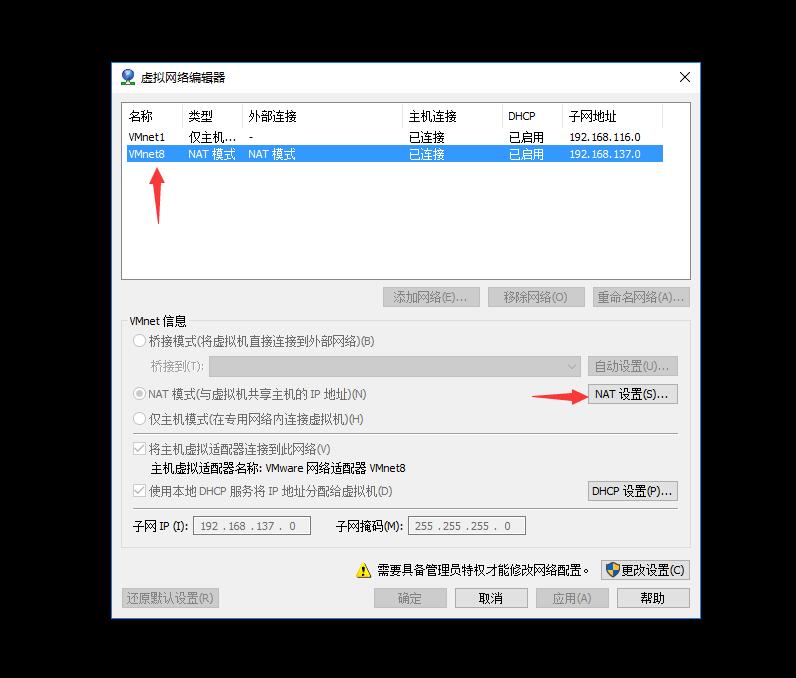 虚拟网络编辑器
名称 类型 外部连接 主机连接 DHCP 子网地址
VMnet1 仅主机... - 已连接 已启用 192.168.116.0
VMnet8 NAT 模式 NAT 模式 已连接 已启用 192.168.137.0
添加网络(E)... 移除网络(O) 重命名网络(A)...
VMnet 信息
桥接模式(将虚拟机直接连接到外部网络)(B)
桥接到(T): 自动设置(U)...
NAT 模式(与虚拟机共享主机的 IP 地址)(N) NAT 设置(S)...
仅主机模式(在专用网络内连接虚拟机)(H)
将主机虚拟适配器连接到此网络(V)
主机虚拟适配器名称: VMware 网络适配器 VMnet8
使用本地 DHCP 服务将 IP 地址分配给虚拟机(D) DHCP 设置(P)...
子网 IP (I): 192 . 168 . 137 . 0 子网掩码(M): 255 . 255 . 255 . 0
需要具备管理员特权才能修改网络配置。 更改设置(C)
还原默认设置(R) 确定 取消 应用(A) 帮助